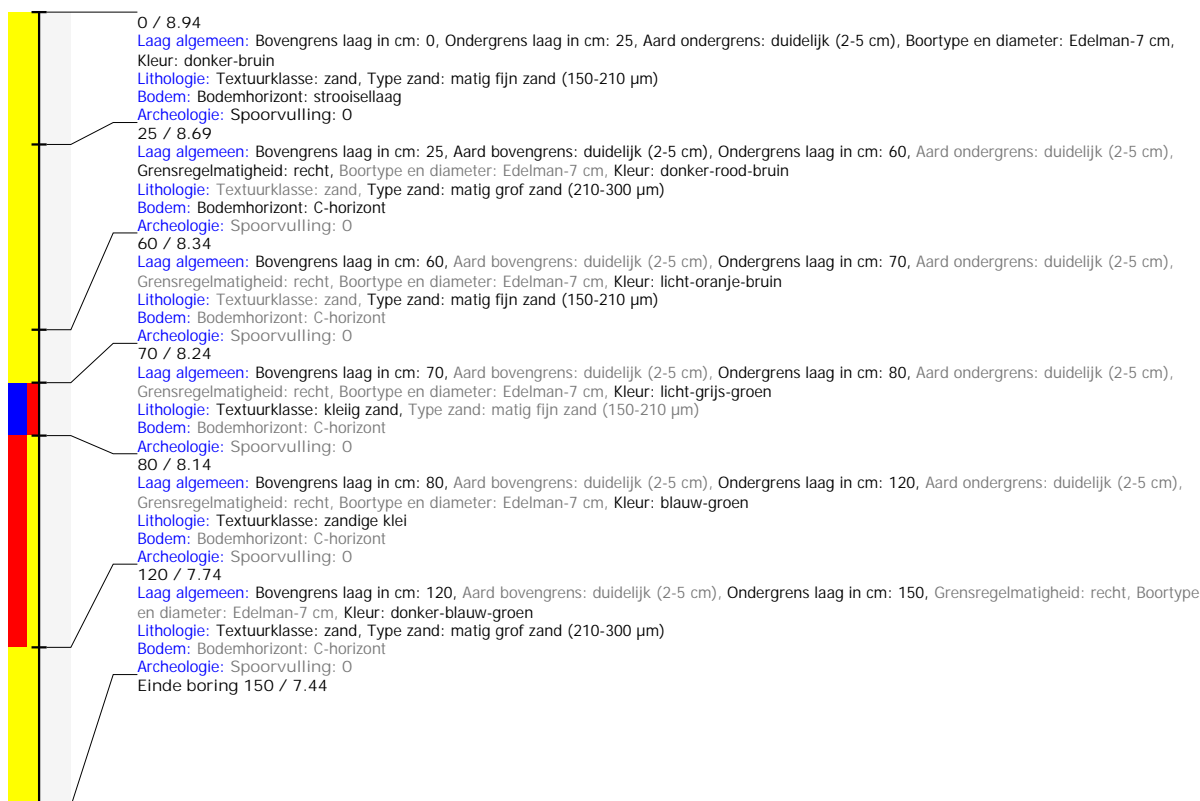 0 / 8.94
Laag algemeen: Bovengrens laag in cm: 0, Ondergrens laag in cm: 25, Aard ondergrens: duidelijk (2-5 cm), Boortype en diameter: Edelman-7 cm,
Kleur: donker-bruin
Lithologie: Textuurklasse: zand, Type zand: matig fijn zand (150-210 µm)
Bodem: Bodemhorizont: strooisellaag
Archeologie: Spoorvulling: 0
25 / 8.69
Laag algemeen: Bovengrens laag in cm: 25, Aard bovengrens: duidelijk (2-5 cm), Ondergrens laag in cm: 60, Aard ondergrens: duidelijk (2-5 cm),
Grensregelmatigheid: recht, Boortype en diameter: Edelman-7 cm, Kleur: donker-rood-bruin
Lithologie: Textuurklasse: zand, Type zand: matig grof zand (210-300 µm)
Bodem: Bodemhorizont: C-horizont
Archeologie: Spoorvulling: 0
60 / 8.34
Laag algemeen: Bovengrens laag in cm: 60, Aard bovengrens: duidelijk (2-5 cm), Ondergrens laag in cm: 70, Aard ondergrens: duidelijk (2-5 cm),
Grensregelmatigheid: recht, Boortype en diameter: Edelman-7 cm, Kleur: licht-oranje-bruin
Lithologie: Textuurklasse: zand, Type zand: matig fijn zand (150-210 µm)
Bodem: Bodemhorizont: C-horizont
Archeologie: Spoorvulling: 0
70 / 8.24
Laag algemeen: Bovengrens laag in cm: 70, Aard bovengrens: duidelijk (2-5 cm), Ondergrens laag in cm: 80, Aard ondergrens: duidelijk (2-5 cm),
Grensregelmatigheid: recht, Boortype en diameter: Edelman-7 cm, Kleur: licht-grijs-groen
Lithologie: Textuurklasse: kleiig zand, Type zand: matig fijn zand (150-210 µm)
Bodem: Bodemhorizont: C-horizont
Archeologie: Spoorvulling: 0
80 / 8.14
Laag algemeen: Bovengrens laag in cm: 80, Aard bovengrens: duidelijk (2-5 cm), Ondergrens laag in cm: 120, Aard ondergrens: duidelijk (2-5 cm),
Grensregelmatigheid: recht, Boortype en diameter: Edelman-7 cm, Kleur: blauw-groen
Lithologie: Textuurklasse: zandige klei
Bodem: Bodemhorizont: C-horizont
Archeologie: Spoorvulling: 0
120 / 7.74
Laag algemeen: Bovengrens laag in cm: 120, Aard bovengrens: duidelijk (2-5 cm), Ondergrens laag in cm: 150, Grensregelmatigheid: recht, Boortype
en diameter: Edelman-7 cm, Kleur: donker-blauw-groen
Lithologie: Textuurklasse: zand, Type zand: matig grof zand (210-300 µm)
Bodem: Bodemhorizont: C-horizont
Archeologie: Spoorvulling: 0
Einde boring 150 / 7.44